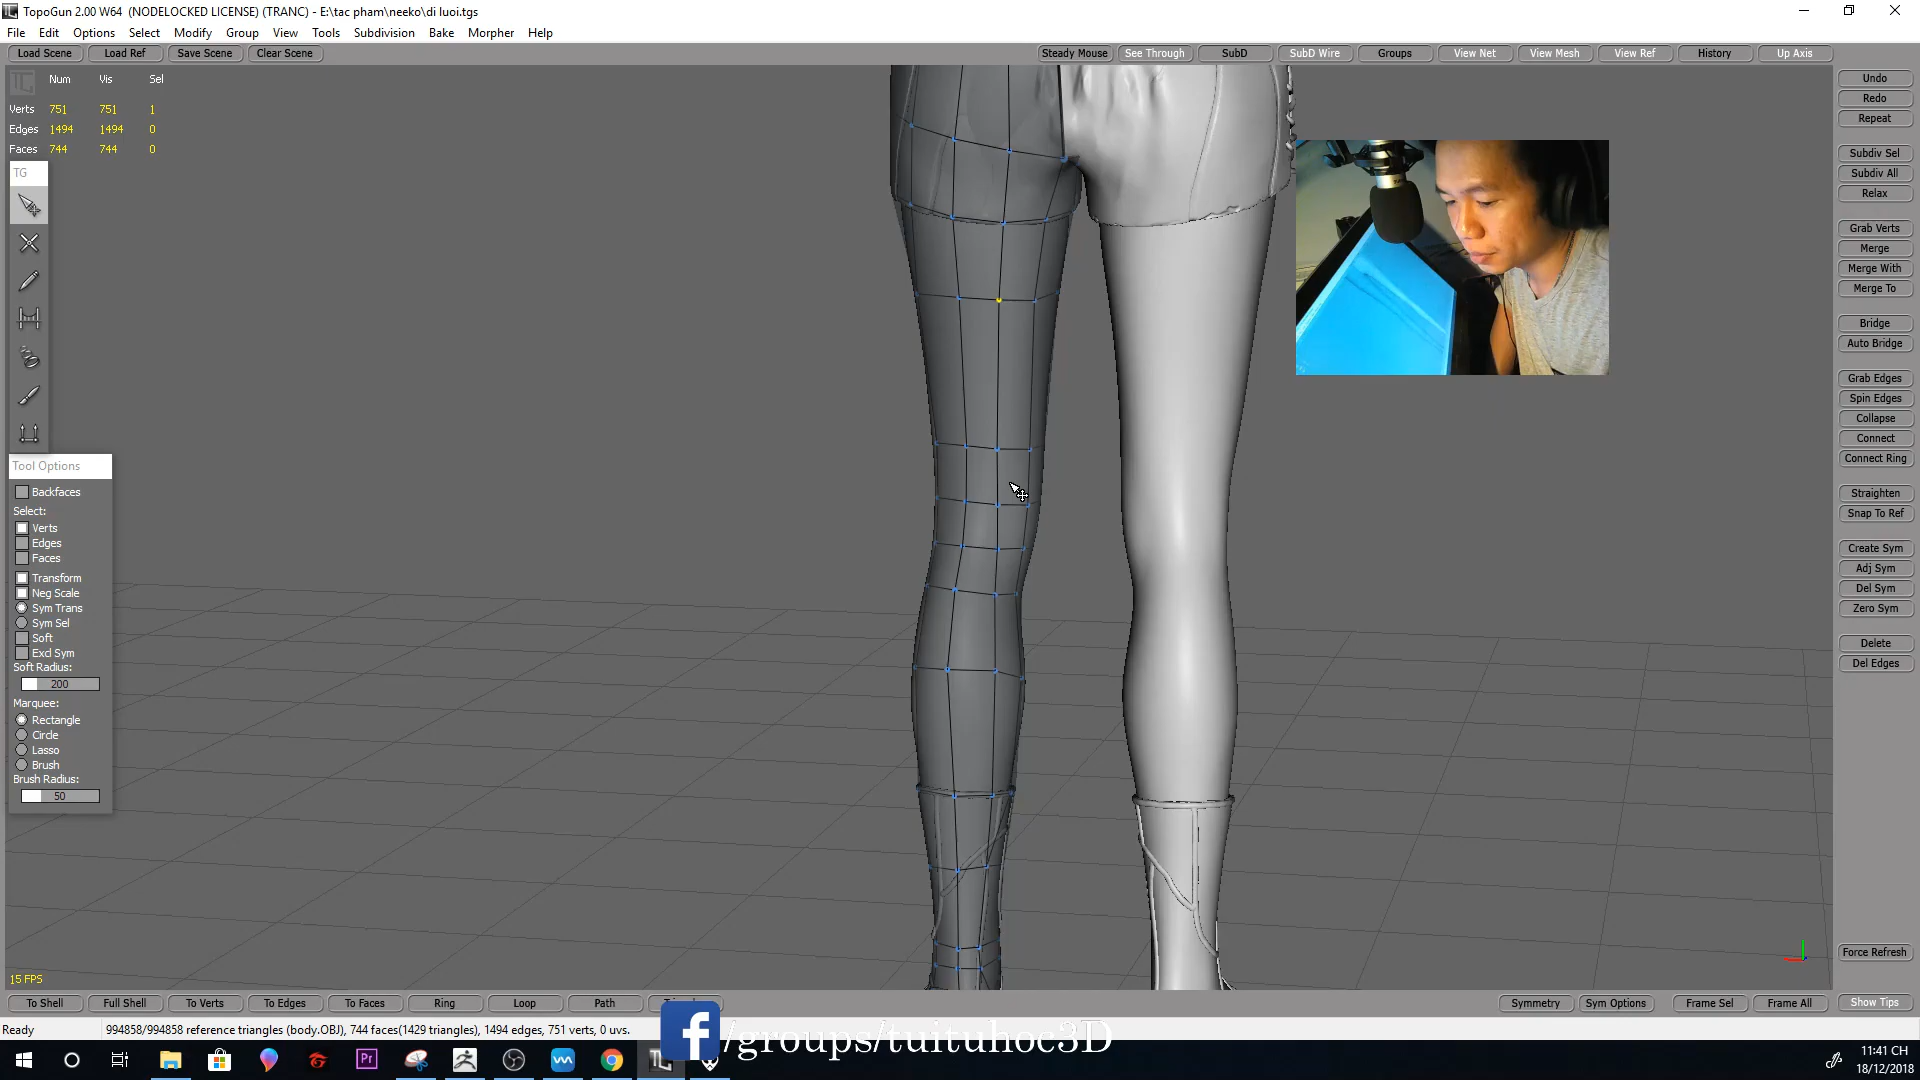 TopoGun 2.00 W64 (NODELOCKED LICENSE) (TRANC) - E:\tac pham\neeko\di luoi.tgs
File Edit Options Select Modify Group View Tools Subdivision Bake Morpher Help
Load Scene Load Ref Save Scene Clear Scene Steady Mouse See Through SubD SubD Wire Groups View Net View Mesh View Ref History Up Axis
Num Vis Sel
Verts 751 751 1
Edges 1494 1494 0
Faces 744 744 0
TG
Tool Options
Backfaces
Select:
Verts
Edges
Faces
Transform
Neg Scale
Sym Trans
Sym Sel
Soft
Excl Sym
Soft Radius:
200
Marquee:
Rectangle
Circle
Lasso
Brush
Brush Radius:
50
Undo
Redo
Repeat
Subdiv Sel
Subdiv All
Relax
Grab Verts
Merge
Merge With
Merge To
Bridge
Auto Bridge
Grab Edges
Spin Edges
Collapse
Connect
Connect Ring
Straighten
Snap To Ref
Create Sym
Adj Sym
Del Sym
Zero Sym
Delete
Del Edges
Force Refresh
Show Tips
15 FPS
To Shell Full Shell To Verts To Edges To Faces Ring Loop Path Symmetry Sym Options Frame Sel Frame All
Ready 994858/994858 reference triangles (body.OBJ), 744 faces(1429 triangles), 1494 edges, 751 verts, 0 uvs.
f /groups/tuituhoc3D
Pr
11:41 CH
18/12/2018